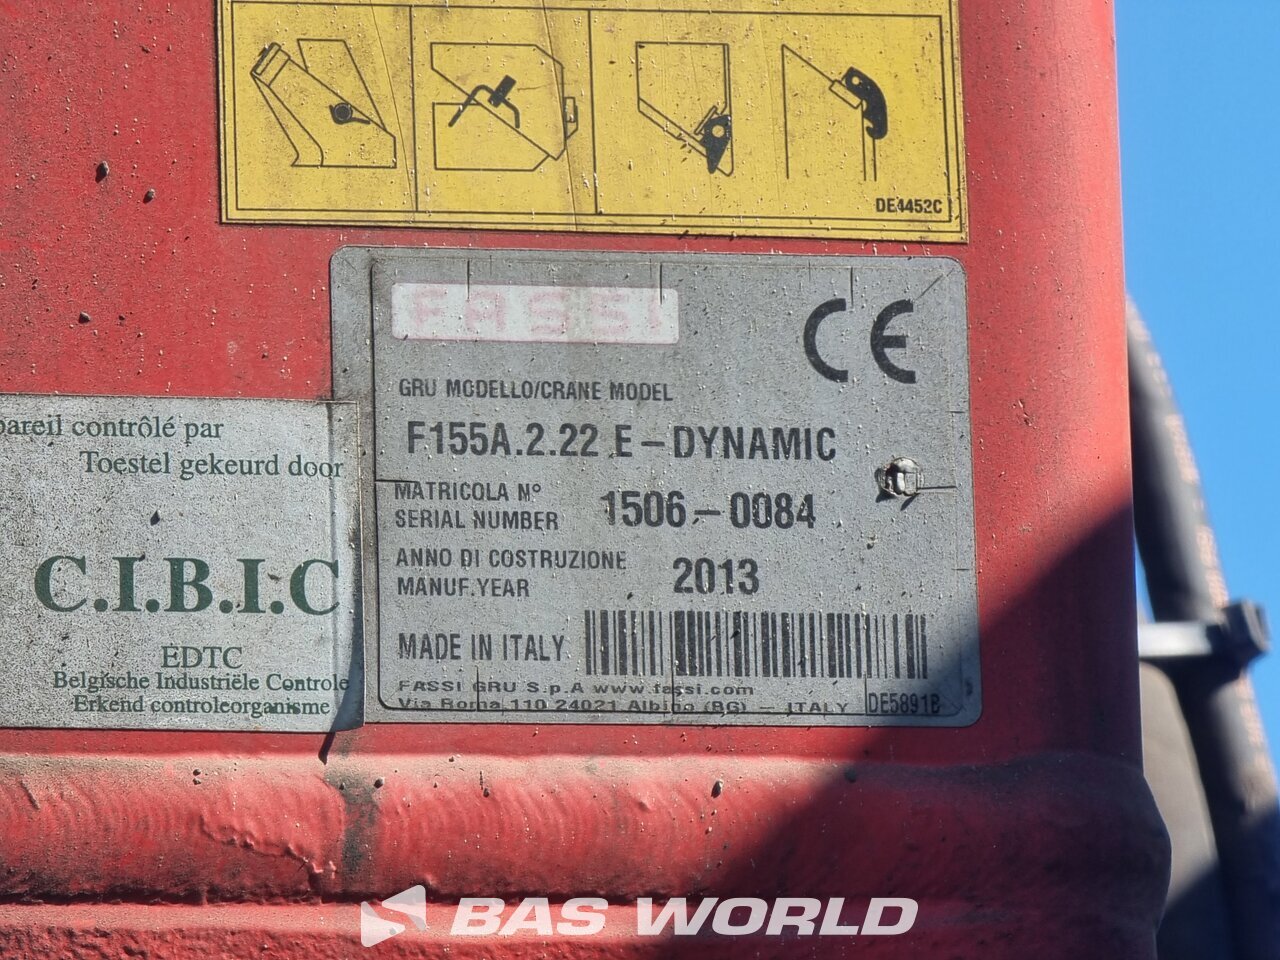 DE4452C
FASSI
CE
GRU MODELLO/CRANE MODEL
F155A.2.22 E-DYNAMIC
MATRICOLA N°
SERIAL NUMBER
1506-0084
ANNO DI COSTRUZIONE
MANUF.YEAR
2013
MADE IN ITALY
FASSI GRU S.p.A www.fassi.com
Via Roma 110 24021 Albino (BG) - ITALY
DE5891B
contrôlé par
Toestel gekeurd door
C.I.B.I.C
EDTC
Belgische Industriële Controle
Erkend controleorganisme
BAS WORLD